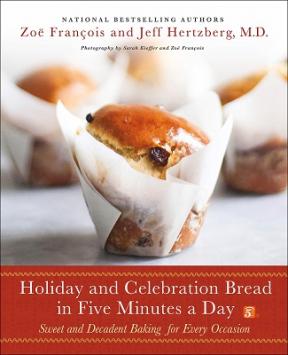 NATIONAL BESTSELLING AUTHORS
Zoë François and Jeff Hertzberg, M.D.
Photography by Sarah Kieffer and Zoë François
Holiday and Celebration Bread
in Five Minutes a Day
5
Sweet and Decadent Baking for Every Occasion